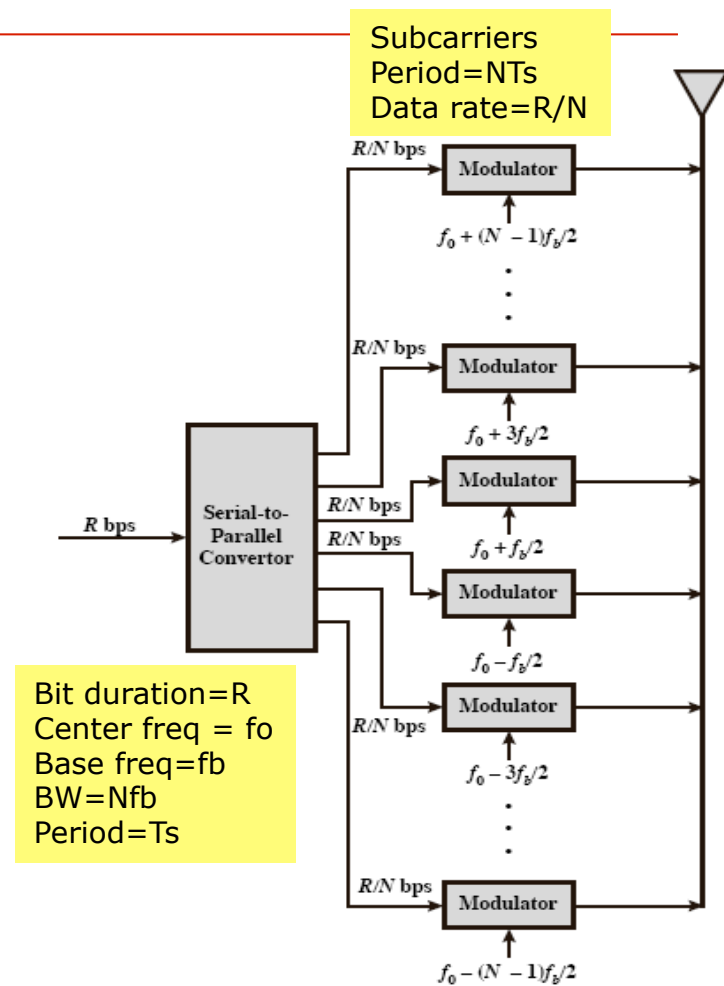 Subcarriers
Period=NTs
Data rate=R/N
R/N bps
Modulator
f₀ + (N − 1)f_b/2
R/N bps
Modulator
f₀ + 3f_b/2
R bps
Serial-to-
Parallel
Convertor
R/N bps
Modulator
f₀ + f_b/2
R/N bps
Modulator
f₀ − f_b/2
Bit duration=R
Center freq = fo
Base freq=fb
BW=Nfb
Period=Ts
R/N bps
Modulator
f₀ − 3f_b/2
R/N bps
Modulator
f₀ − (N − 1)f_b/2